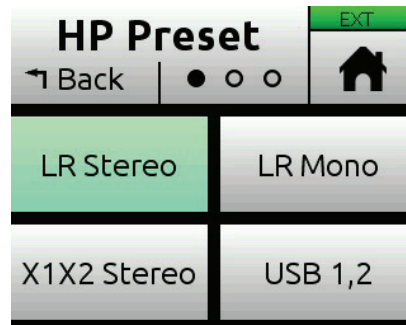 HP Preset
EXT
Back
LR Stereo
LR Mono
X1X2 Stereo
USB 1,2